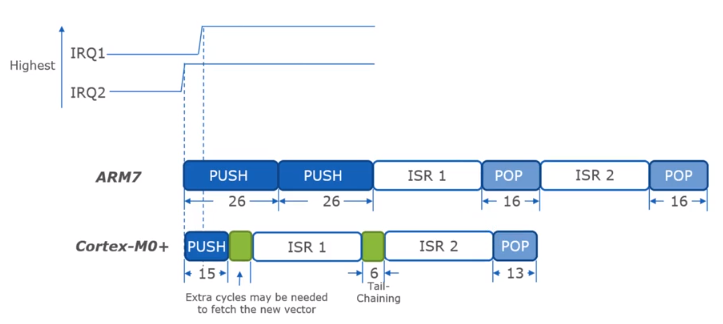 IRQ1
Highest
IRQ2
ARM7
PUSH
PUSH
ISR 1
POP
ISR 2
POP
26
26
16
16
Cortex-M0+
PUSH
ISR 1
ISR 2
POP
15
6
13
Extra cycles may be needed
to fetch the new vector
Tail-
Chaining